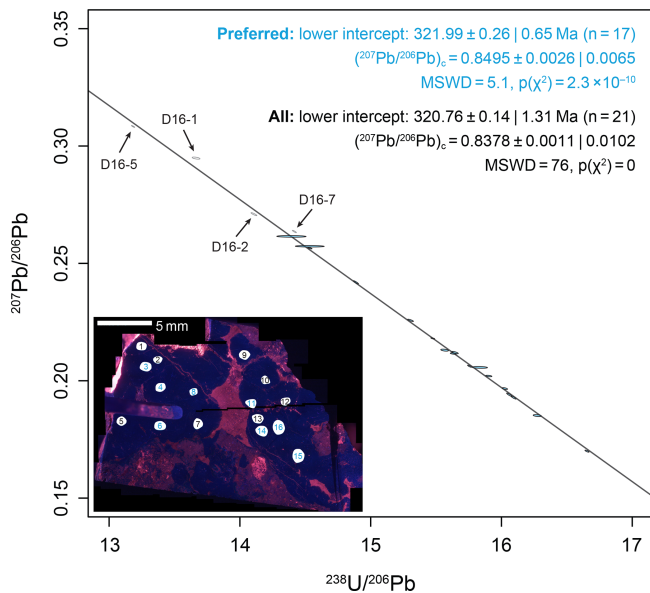 Preferred: lower intercept: 321.99 ± 0.26 | 0.65 Ma (n = 17)
(²⁰⁷Pb/²⁰⁶Pb)c = 0.8495 ± 0.0026 | 0.0065
MSWD = 5.1, p(χ²) = 2.3 × 10⁻¹⁰
All: lower intercept: 320.76 ± 0.14 | 1.31 Ma (n = 21)
(²⁰⁷Pb/²⁰⁶Pb)c = 0.8378 ± 0.0011 | 0.0102
MSWD = 76, p(χ²) = 0
0.35
0.30
0.25
0.20
0.15
²⁰⁷Pb/²⁰⁶Pb
D16-1
D16-5
D16-7
D16-2
5 mm
1
2
3
4
8
5
6
7
9
10
11
12
13
14
16
15
13
14
15
16
17
²³⁸U/²⁰⁶Pb